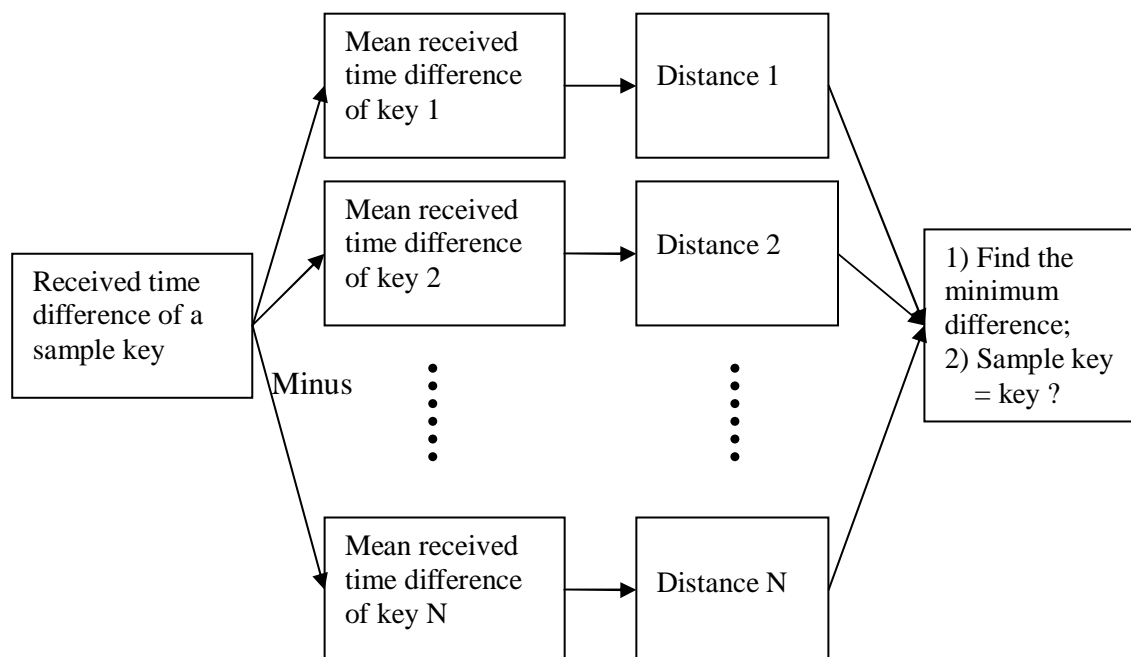 Mean received
time difference
of key 1
Distance 1
Mean received
time difference
of key 2
Distance 2
Received time
difference of a
sample key
1) Find the
minimum
difference;
2) Sample key
= key ?
Minus
Mean received
time difference
of key N
Distance N